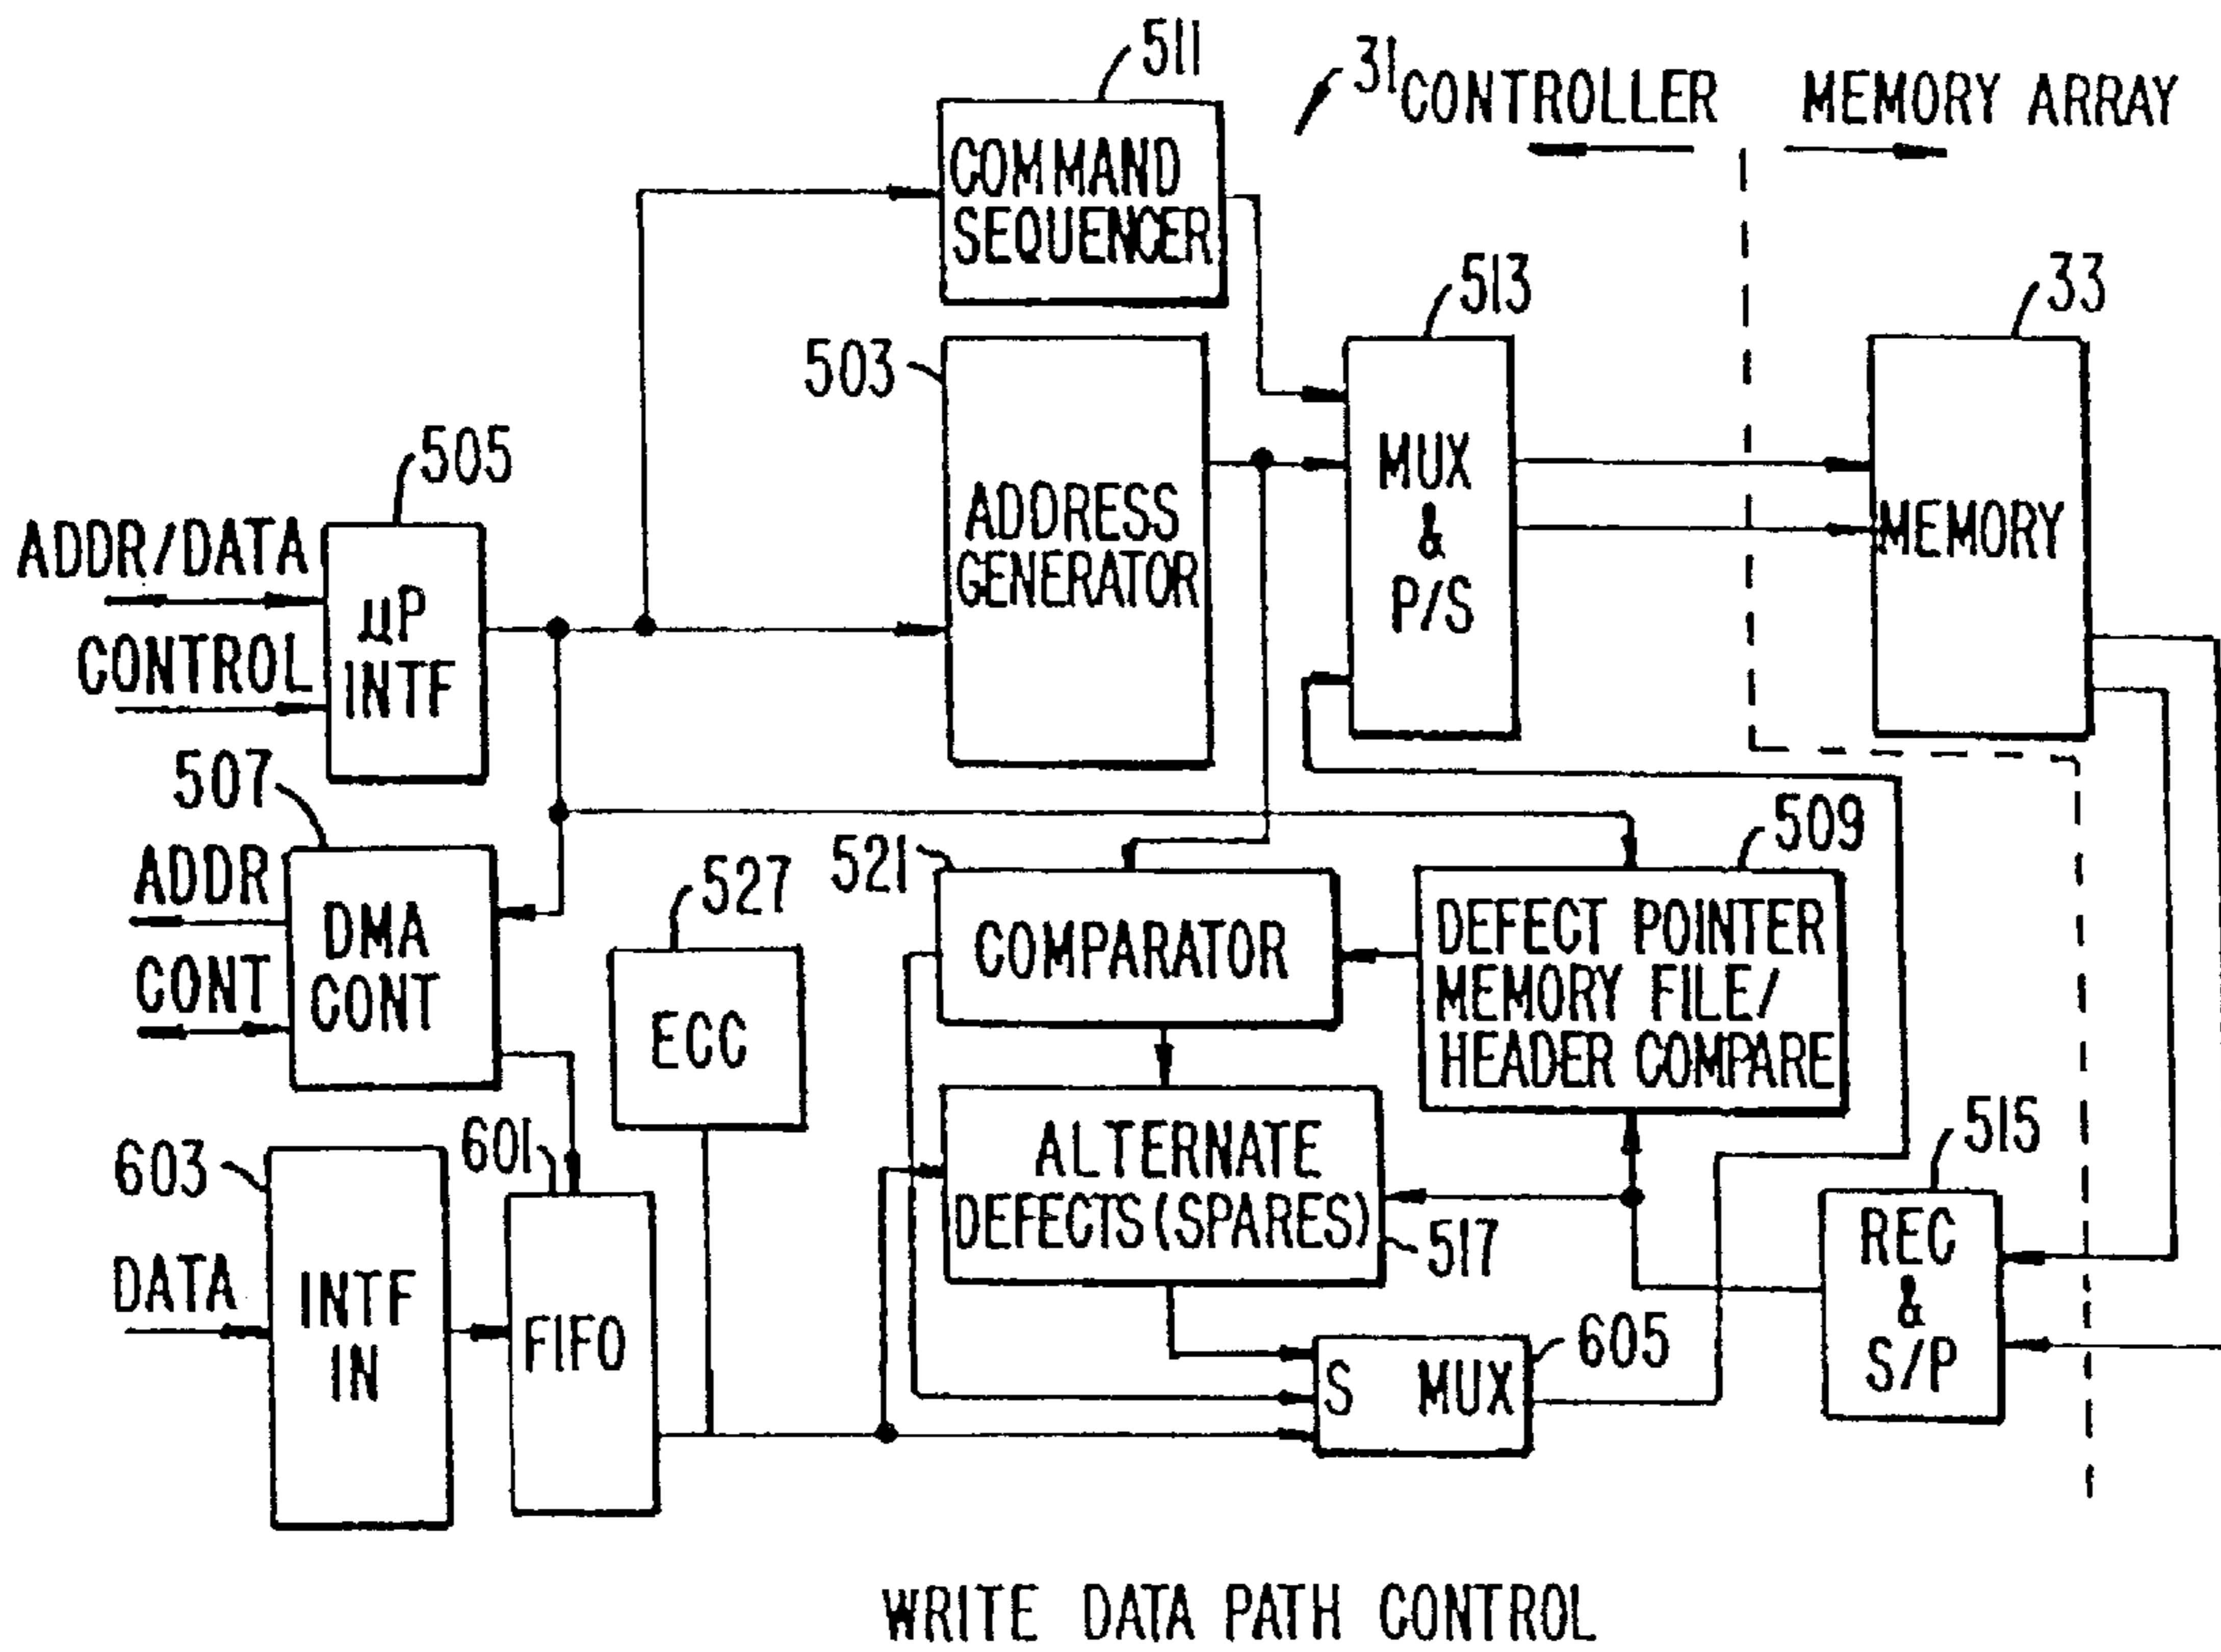 511
31
CONTROLLER
MEMORY ARRAY
COMMAND
SEQUENCER
513
33
503
505
MUX
&
P/S
ADDRESS
GENERATOR
MEMORY
ADDR/DATA
CONTROL
µP
INTF
507
509
ADDR
CONT
DMA
CONT
527
521
COMPARATOR
DEFECT POINTER
MEMORY FILE/
HEADER COMPARE
ECC
603
601
ALTERNATE
DEFECTS (SPARES)
517
515
DATA
INTF
IN
FIFO
REC
&
S/P
605
S MUX
WRITE DATA PATH CONTROL